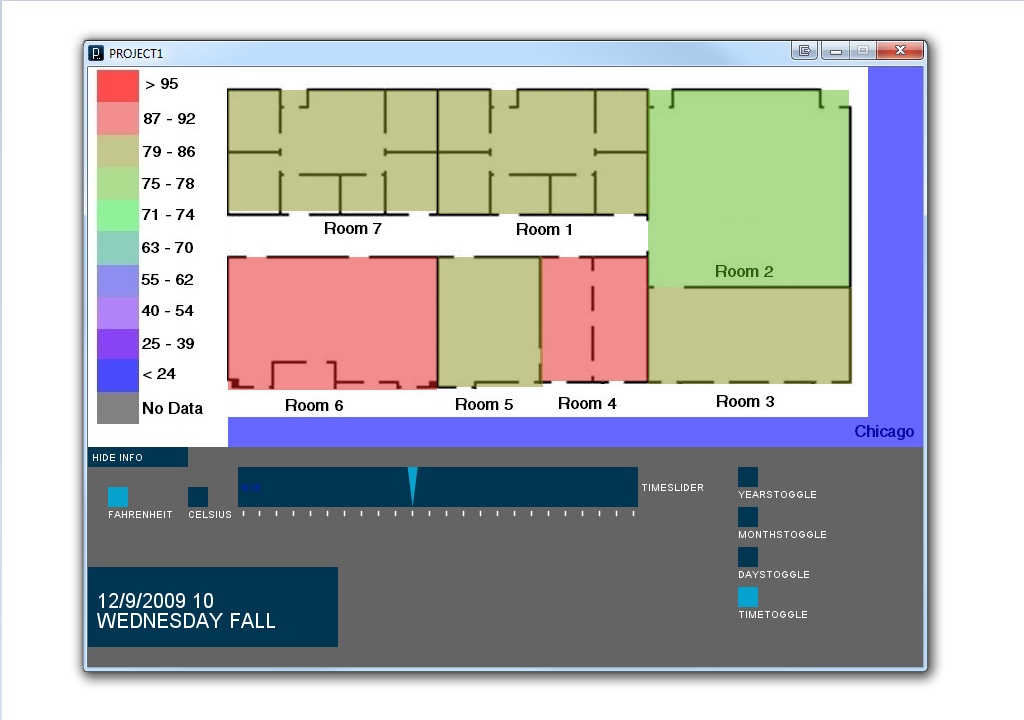 PROJECT1
> 95
87 - 92
79 - 86
75 - 78
71 - 74
63 - 70
55 - 62
40 - 54
25 - 39
< 24
No Data
Room 7
Room 1
Room 2
Room 6
Room 5
Room 4
Room 3
Chicago
HIDE INFO
FAHRENHEIT
CELSIUS
TIMESLIDER
YEARSTOGGLE
MONTHSTOGGLE
DAYSTOGGLE
TIMETOGGLE
12/9/2009 10
WEDNESDAY FALL